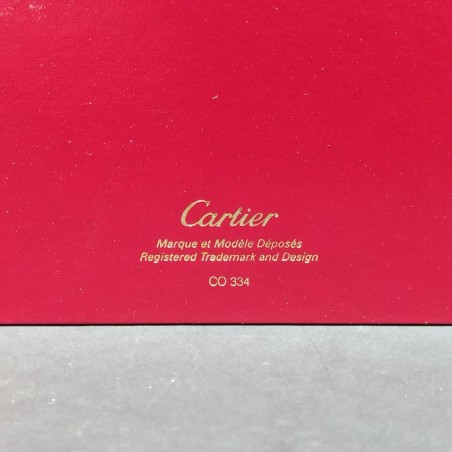 Cartier
Marque et Modèle Déposés
Registered Trademark and Design
CO 334